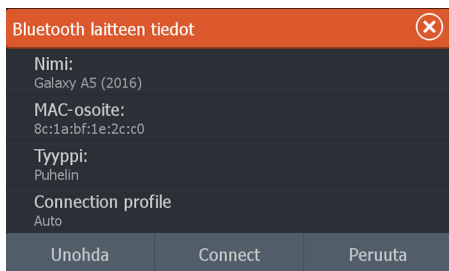 Bluetooth laitteen tiedot
Nimi:
Galaxy A5 (2016)
MAC-osoite:
8c:1a:bf:1e:2c:c0
Tyyppi:
Puhelin
Connection profile
Auto
Unohda Connect Peruuta